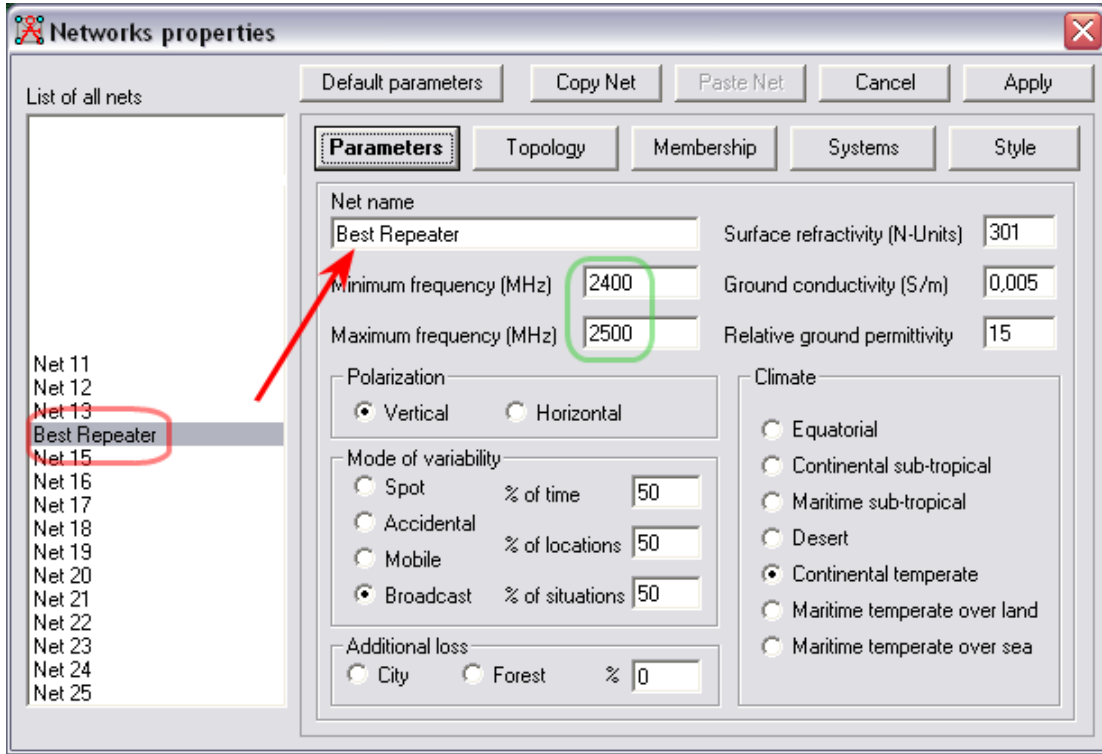 Networks properties
List of all nets
Default parameters Copy Net Paste Net Cancel Apply
Parameters Topology Membership Systems Style
Net name
Best Repeater
Surface refractivity (N-Units) 301
Minimum frequency (MHz) 2400
Ground conductivity (S/m) 0,005
Maximum frequency (MHz) 2500
Relative ground permittivity 15
Net 11
Net 12
Net 13
Best Repeater
Net 15
Net 16
Net 17
Net 18
Net 19
Net 20
Net 21
Net 22
Net 23
Net 24
Net 25
Polarization
Vertical Horizontal
Mode of variability
Spot % of time 50
Accidental
% of locations 50
Mobile
Broadcast % of situations 50
Additional loss
City Forest % 0
Climate
Equatorial
Continental sub-tropical
Maritime sub-tropical
Desert
Continental temperate
Maritime temperate over land
Maritime temperate over sea